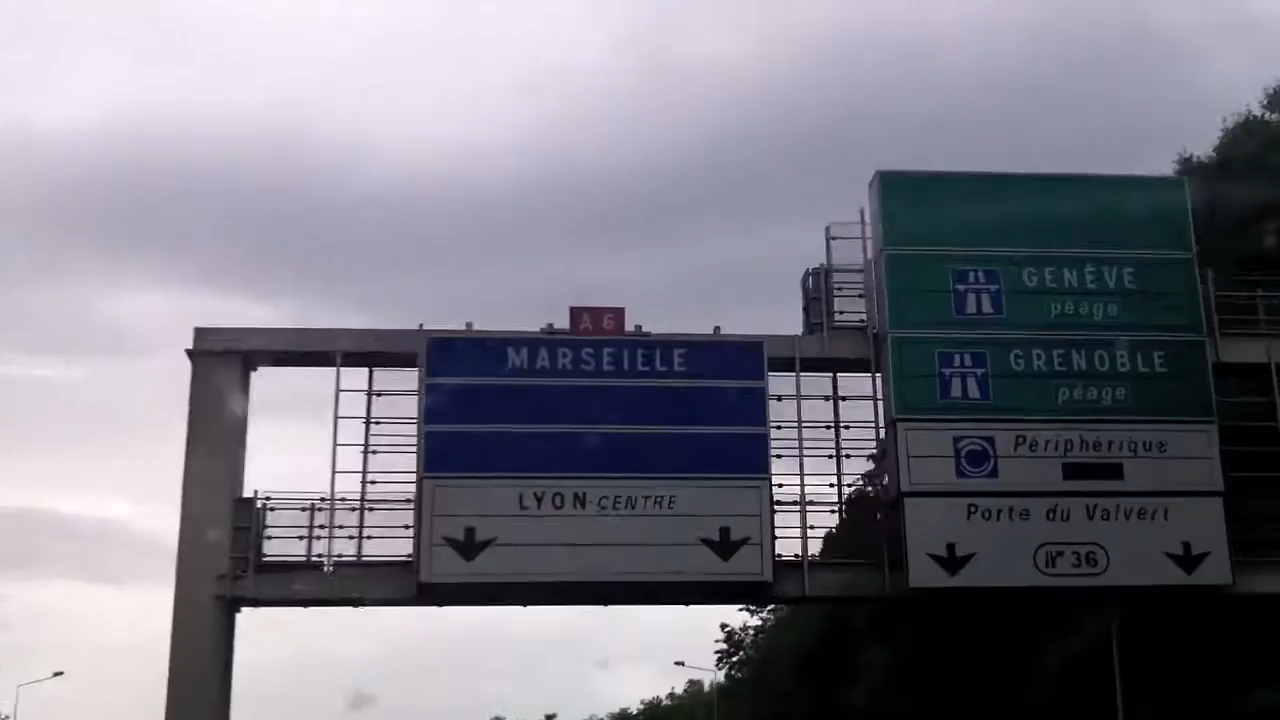 A 6
MARSEILLE
LYON-CENTRE
GENÈVE
péage
GRENOBLE
péage
Périphérique
Porte du Valvert
N° 36